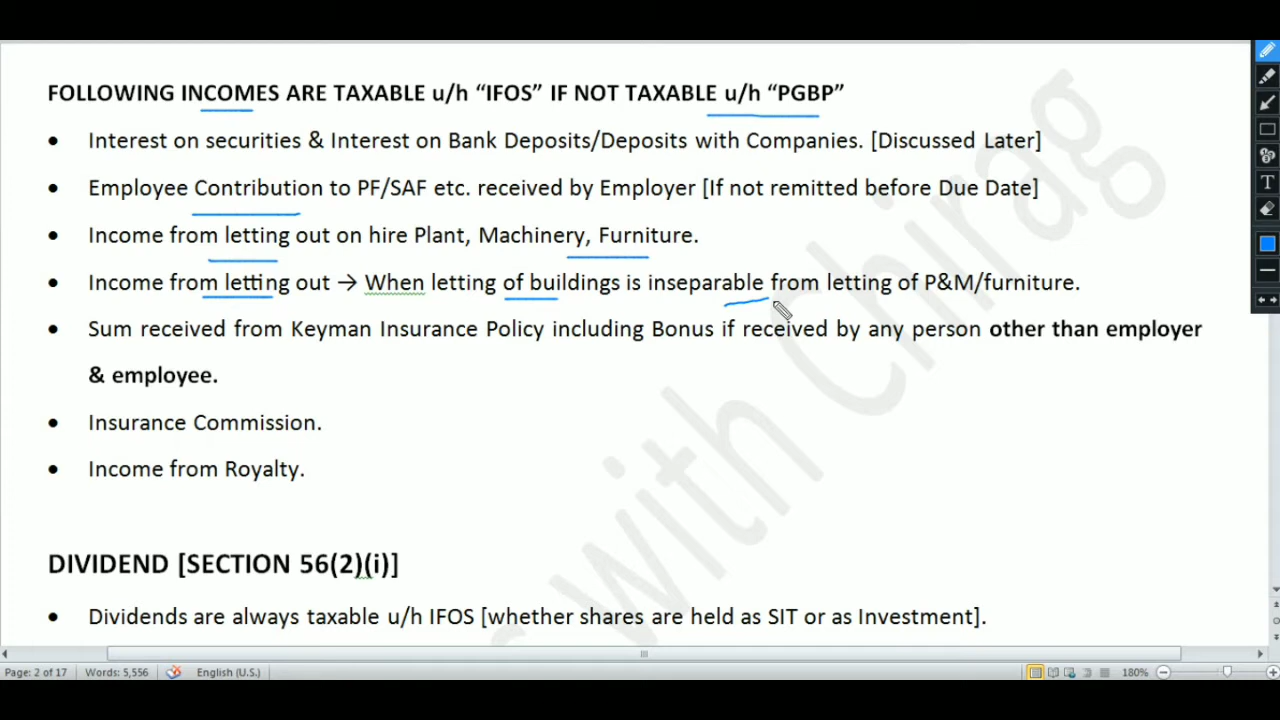 FOLLOWING INCOMES ARE TAXABLE u/h “IFOS” IF NOT TAXABLE u/h “PGBP”
• Interest on securities & Interest on Bank Deposits/Deposits with Companies. [Discussed Later]
• Employee Contribution to PF/SAF etc. received by Employer [If not remitted before Due Date]
• Income from letting out on hire Plant, Machinery, Furniture.
• Income from letting out → When letting of buildings is inseparable from letting of P&M/furniture.
• Sum received from Keyman Insurance Policy including Bonus if received by any person other than employer
& employee.
• Insurance Commission.
• Income from Royalty.
DIVIDEND [SECTION 56(2)(i)]
• Dividends are always taxable u/h IFOS [whether shares are held as SIT or as Investment].
with Chirag
Page: 2 of 17 Words: 5,556 English (U.S.) 180%